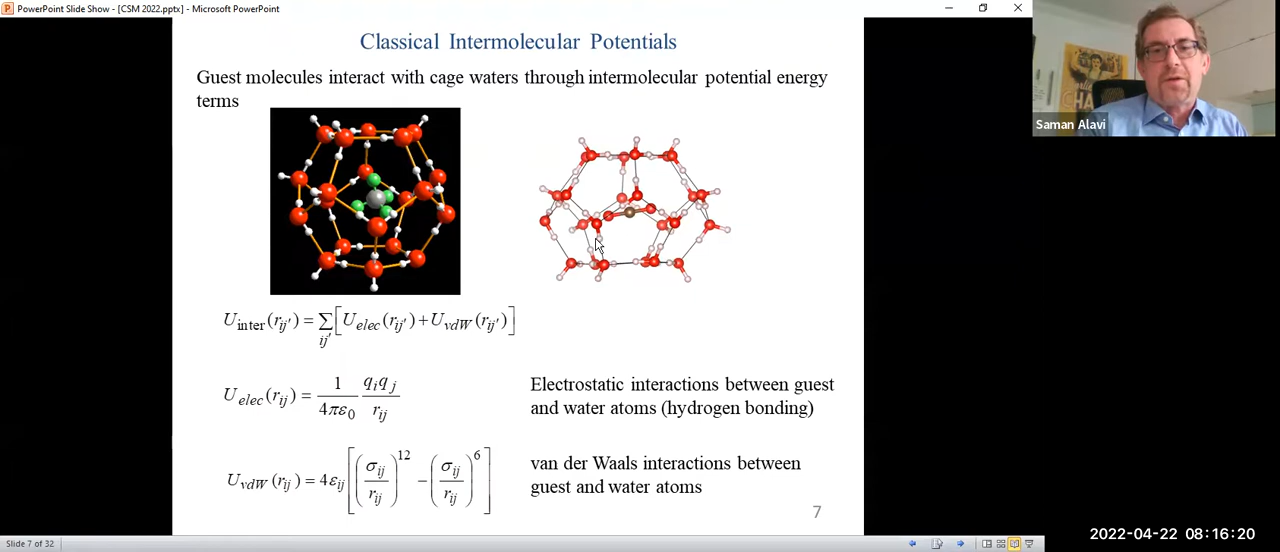 PowerPoint Slide Show - [CSM 2022.pptx] - Microsoft PowerPoint
Classical Intermolecular Potentials
Guest molecules interact with cage waters through intermolecular potential energy
terms
Saman Alavi
U_inter(r_ij′) = ∑_ij′ [U_elec(r_ij′) + U_vdW(r_ij′)]
U_elec(r_ij) = 1/(4πε₀) q_i q_j / r_ij
Electrostatic interactions between guest
and water atoms (hydrogen bonding)
U_vdW(r_ij) = 4ε_ij [(σ_ij / r_ij)^12 − (σ_ij / r_ij)^6]
van der Waals interactions between
guest and water atoms
7
2022-04-22 08:16:20
Slide 7 of 32